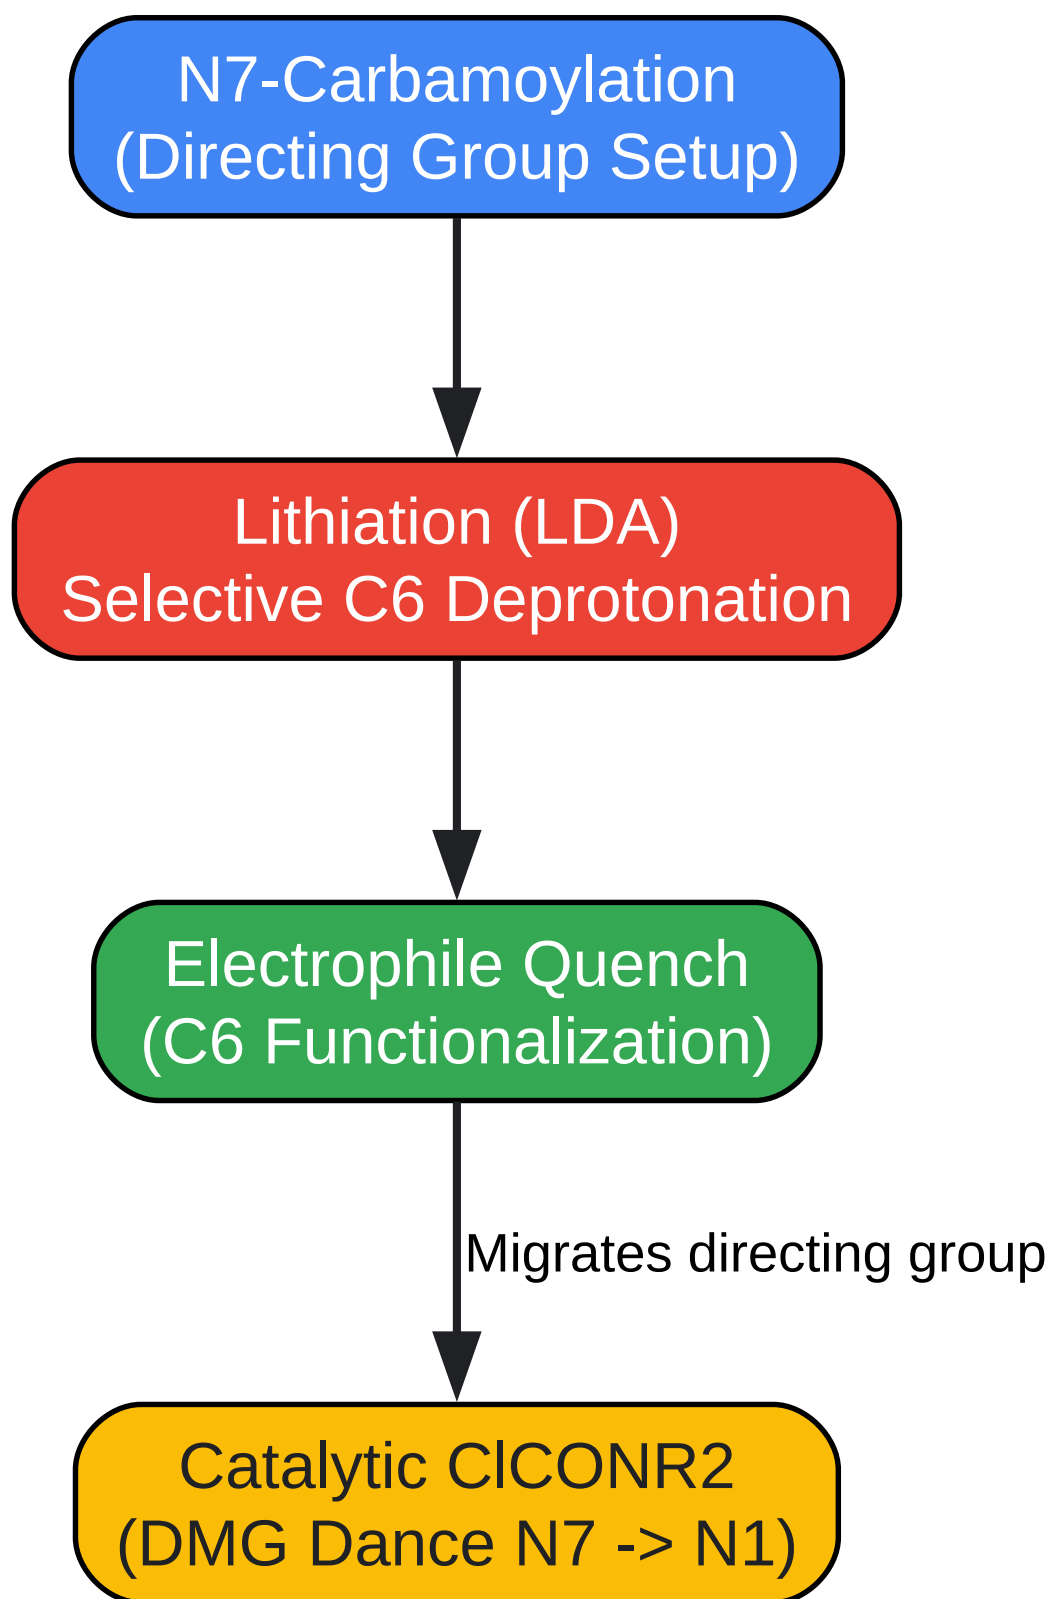 N7-Carbamoylation
(Directing Group Setup)
Lithiation (LDA)
Selective C6 Deprotonation
Electrophile Quench
(C6 Functionalization)
Migrates directing group
Catalytic ClCONR2
(DMG Dance N7 -> N1)